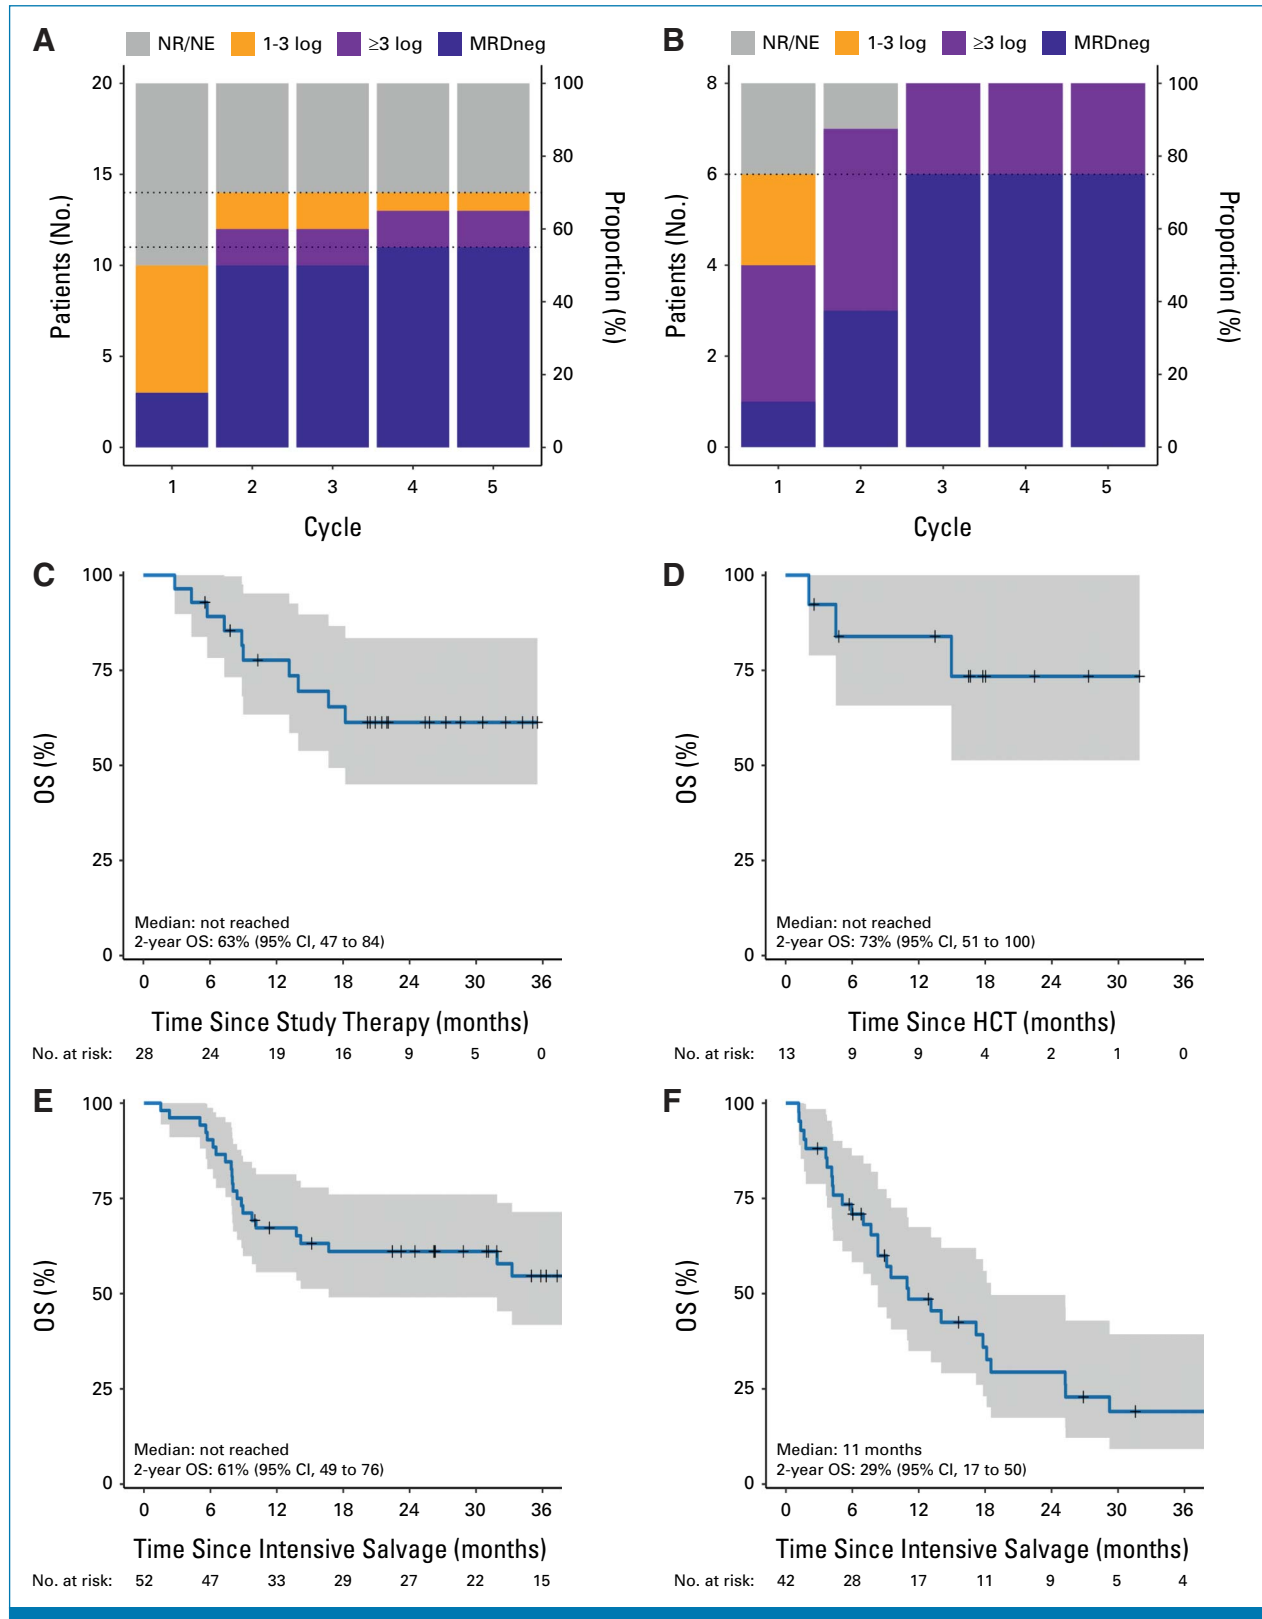 A
NR/NE 1-3 log ≥3 log MRDneg
20
15
10
5
0
Patients (No.)
100
80
60
40
20
0
Proportion (%)
1 2 3 4 5
Cycle
B
NR/NE 1-3 log ≥3 log MRDneg
8
6
4
2
0
Patients (No.)
100
80
60
40
20
0
Proportion (%)
1 2 3 4 5
Cycle
C
100
75
50
25
0
OS (%)
Median: not reached
2-year OS: 63% (95% CI, 47 to 84)
0 6 12 18 24 30 36
Time Since Study Therapy (months)
No. at risk: 28 24 19 16 9 5 0
D
100
75
50
25
0
OS (%)
Median: not reached
2-year OS: 73% (95% CI, 51 to 100)
0 6 12 18 24 30 36
Time Since HCT (months)
No. at risk: 13 9 9 4 2 1 0
E
100
75
50
25
0
OS (%)
Median: not reached
2-year OS: 61% (95% CI, 49 to 76)
0 6 12 18 24 30 36
Time Since Intensive Salvage (months)
No. at risk: 52 47 33 29 27 22 15
F
100
75
50
25
0
OS (%)
Median: 11 months
2-year OS: 29% (95% CI, 17 to 50)
0 6 12 18 24 30 36
Time Since Intensive Salvage (months)
No. at risk: 42 28 17 11 9 5 4